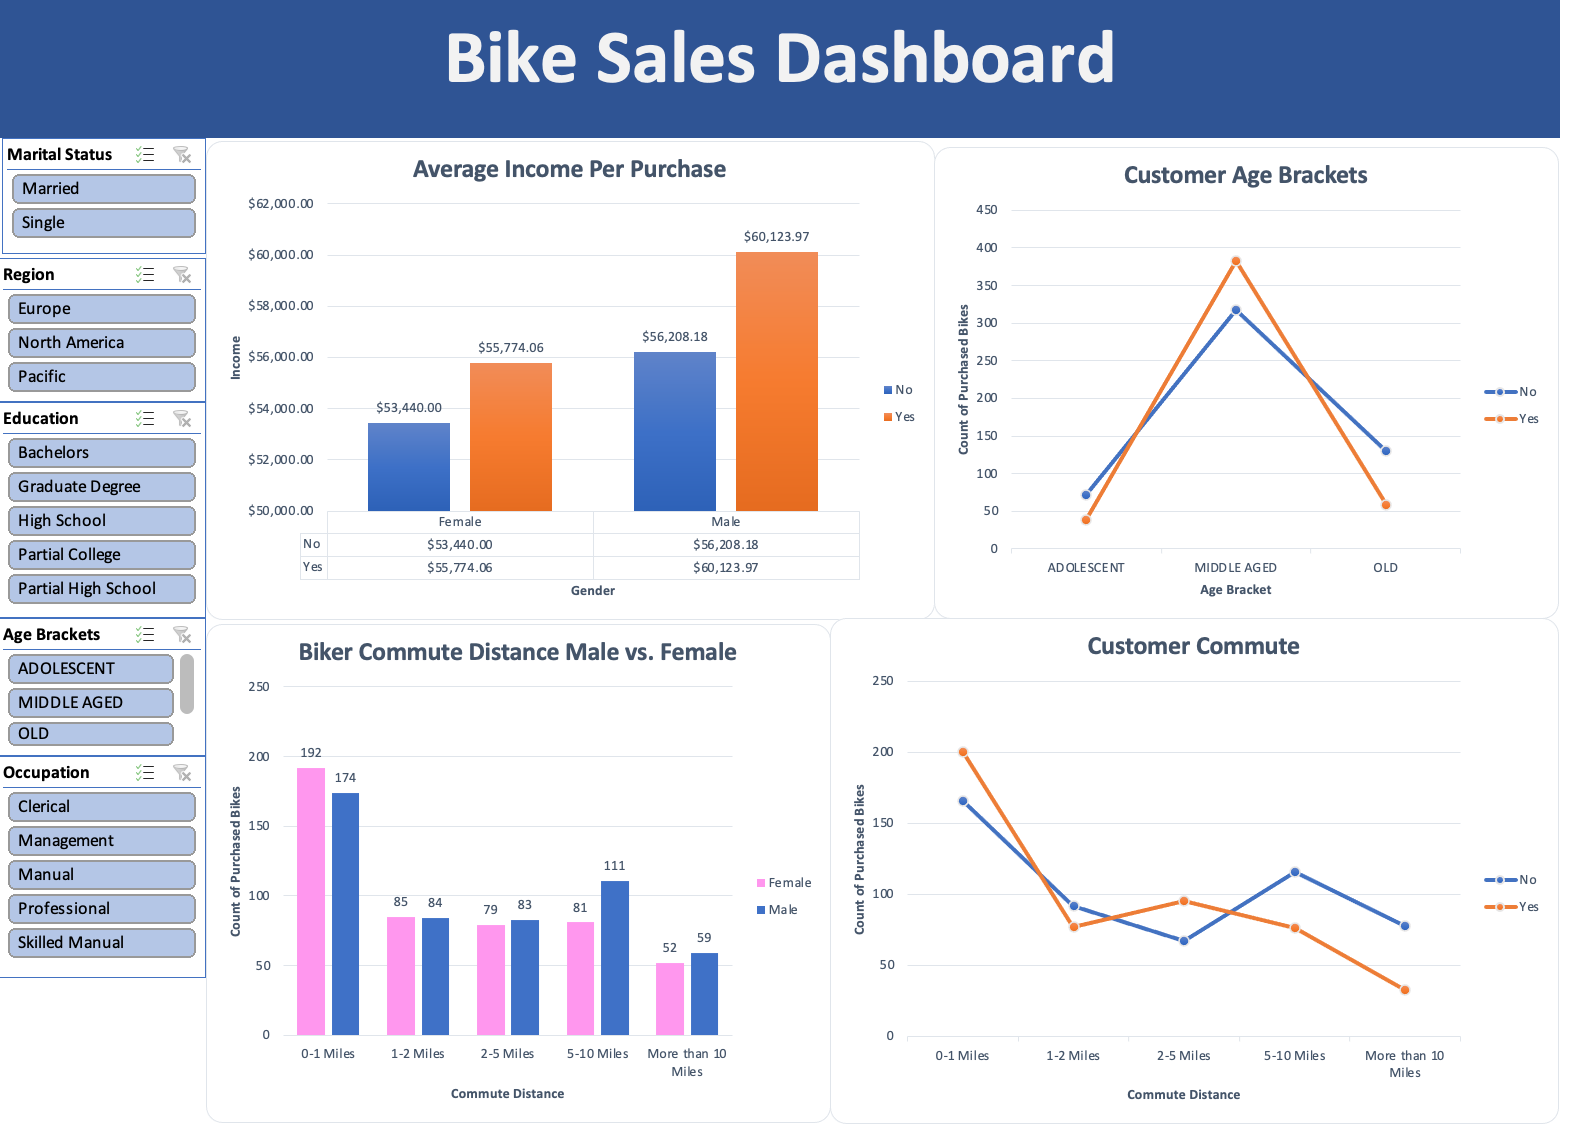 Bike Sales Dashboard
Marital Status
Married
Single
Region
Europe
North America
Pacific
Education
Bachelors
Graduate Degree
High School
Partial College
Partial High School
Age Brackets
ADOLESCENT
MIDDLE AGED
OLD
Occupation
Clerical
Management
Manual
Professional
Skilled Manual
Average Income Per Purchase
$62,000.00
$60,000.00
$58,000.00
$56,000.00
$54,000.00
$52,000.00
$50,000.00
Income
$53,440.00
$55,774.06
$56,208.18
$60,123.97
Female Male
No $53,440.00 $56,208.18
Yes $55,774.06 $60,123.97
Gender
No
Yes
Customer Age Brackets
450
400
350
300
250
200
150
100
50
0
Count of Purchased Bikes
ADOLESCENT MIDDLE AGED OLD
Age Bracket
No
Yes
Biker Commute Distance Male vs. Female
250
200
150
100
50
0
Count of Purchased Bikes
192 174 85 84 79 83 81 111 52 59
0-1 Miles 1-2 Miles 2-5 Miles 5-10 Miles More than 10
Miles
Commute Distance
Female
Male
Customer Commute
250
200
150
100
50
0
Count of Purchased Bikes
0-1 Miles 1-2 Miles 2-5 Miles 5-10 Miles More than 10
Miles
Commute Distance
No
Yes